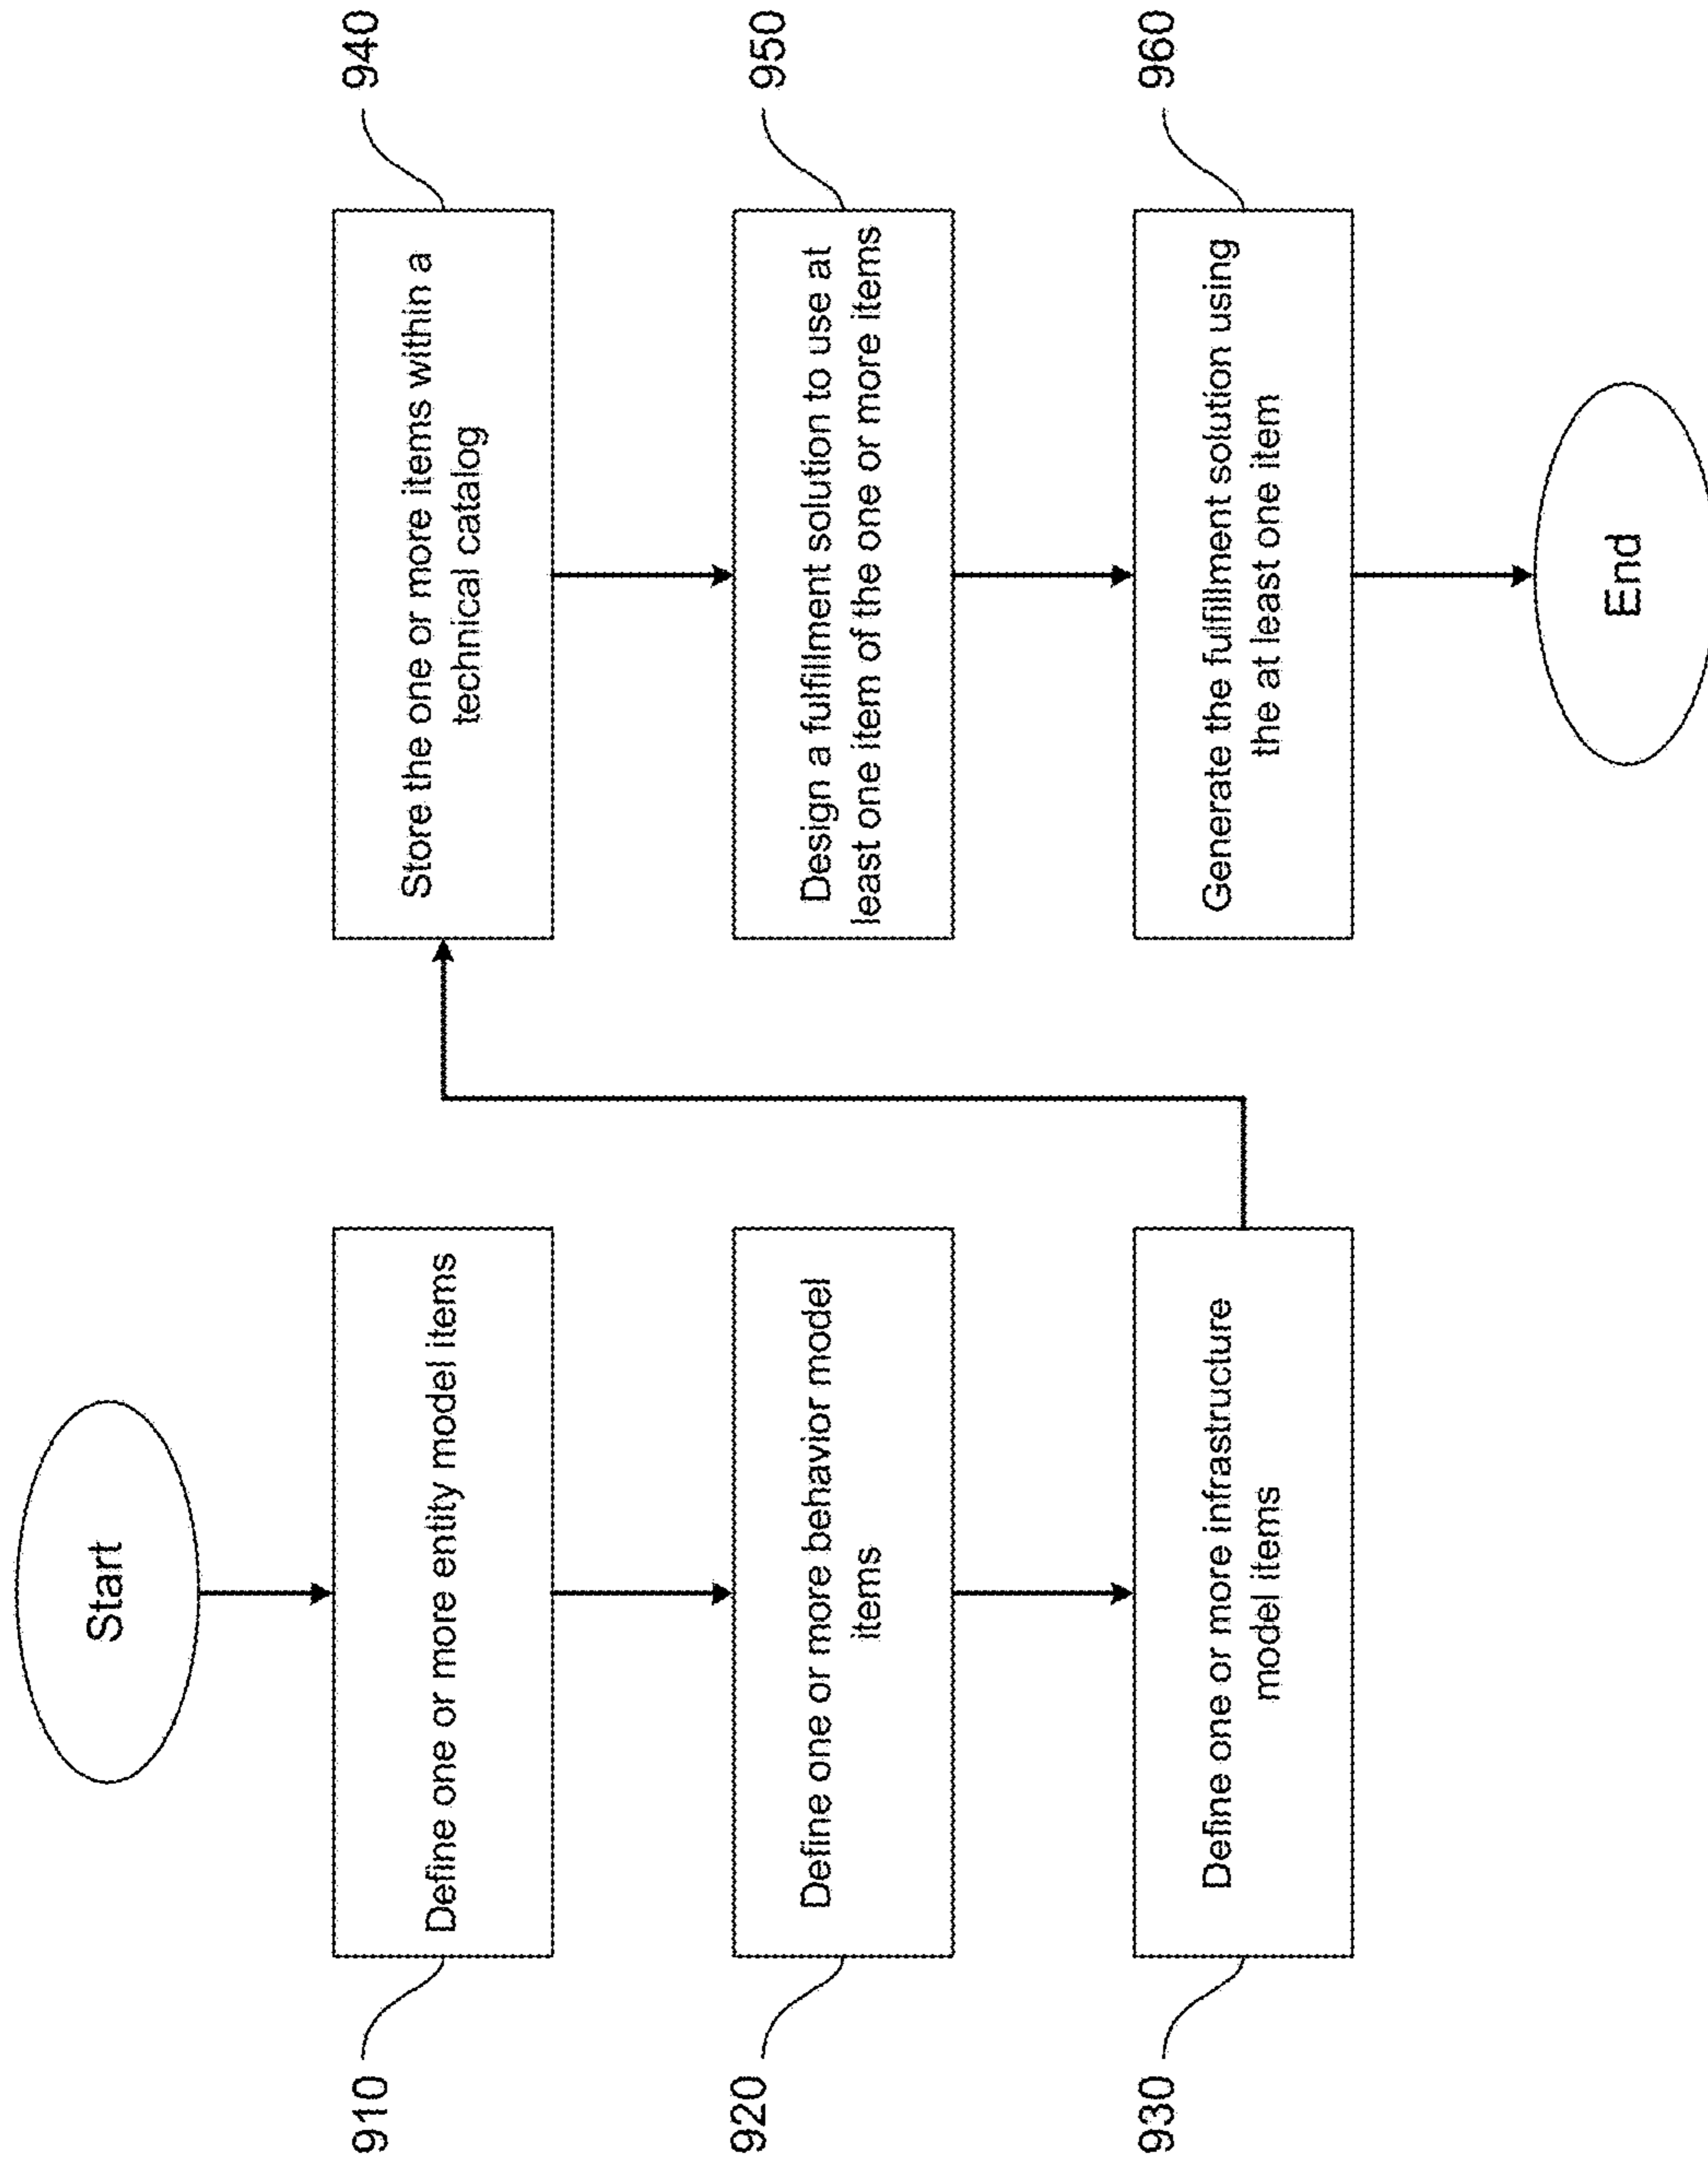 Start
910
Define one or more entity model items
920
Define one or more behavior model
items
930
Define one or more infrastructure
model items
940
Store the one or more items within a
technical catalog
950
Design a fulfillment solution to use at
least one item of the one or more items
960
Generate the fulfillment solution using
the at least one item
End